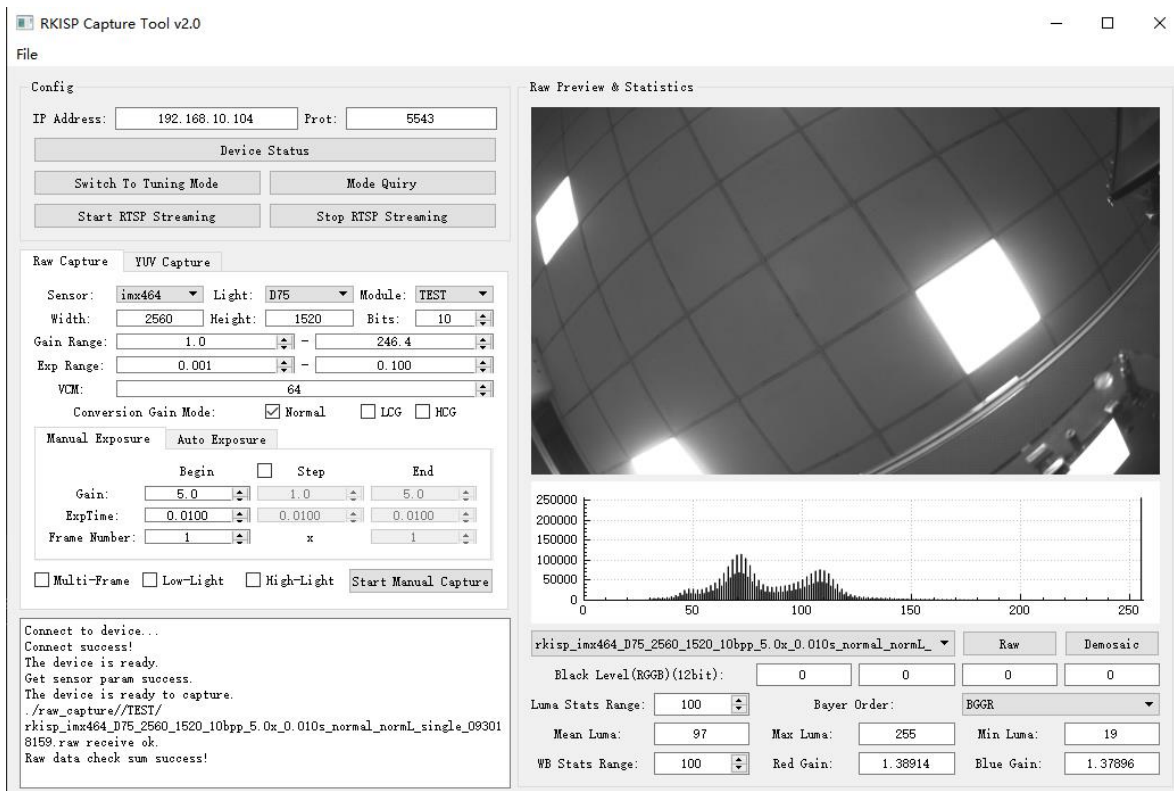 RKISP Capture Tool v2.0
File
Config
IP Address: 192.168.10.104 Prot: 5543
Device Status
Switch To Tuning Mode Mode Quiry
Start RTSP Streaming Stop RTSP Streaming
Raw Capture YUV Capture
Sensor: imx464 Light: D75 Module: TEST
Width: 2560 Height: 1520 Bits: 10
Gain Range: 1.0 - 246.4
Exp Range: 0.001 - 0.100
VCM: 64
Conversion Gain Mode: Normal LCG HCG
Manual Exposure Auto Exposure
Begin Step End
Gain: 5.0 1.0 5.0
ExpTime: 0.0100 0.0100 0.0100
Frame Number: 1 x 1
Multi-Frame Low-Light High-Light Start Manual Capture
Connect to device...
Connect success!
The device is ready.
Get sensor param success.
The device is ready to capture.
./raw_capture//TEST/
rkisp_imx464_D75_2560_1520_10bpp_5.0x_0.010s_normal_normL_single_09301
8159.raw receive ok.
Raw data check sum success!
Raw Preview & Statistics
250000
200000
150000
100000
50000
0
0 50 100 150 200 250
rkisp_imx464_D75_2560_1520_10bpp_5.0x_0.010s_normal_normL_ Raw Demosaic
Black Level(RGGB)(12bit): 0 0 0 0
Luma Stats Range: 100 Bayer Order: BGGR
Mean Luma: 97 Max Luma: 255 Min Luma: 19
WB Stats Range: 100 Red Gain: 1.38914 Blue Gain: 1.37896